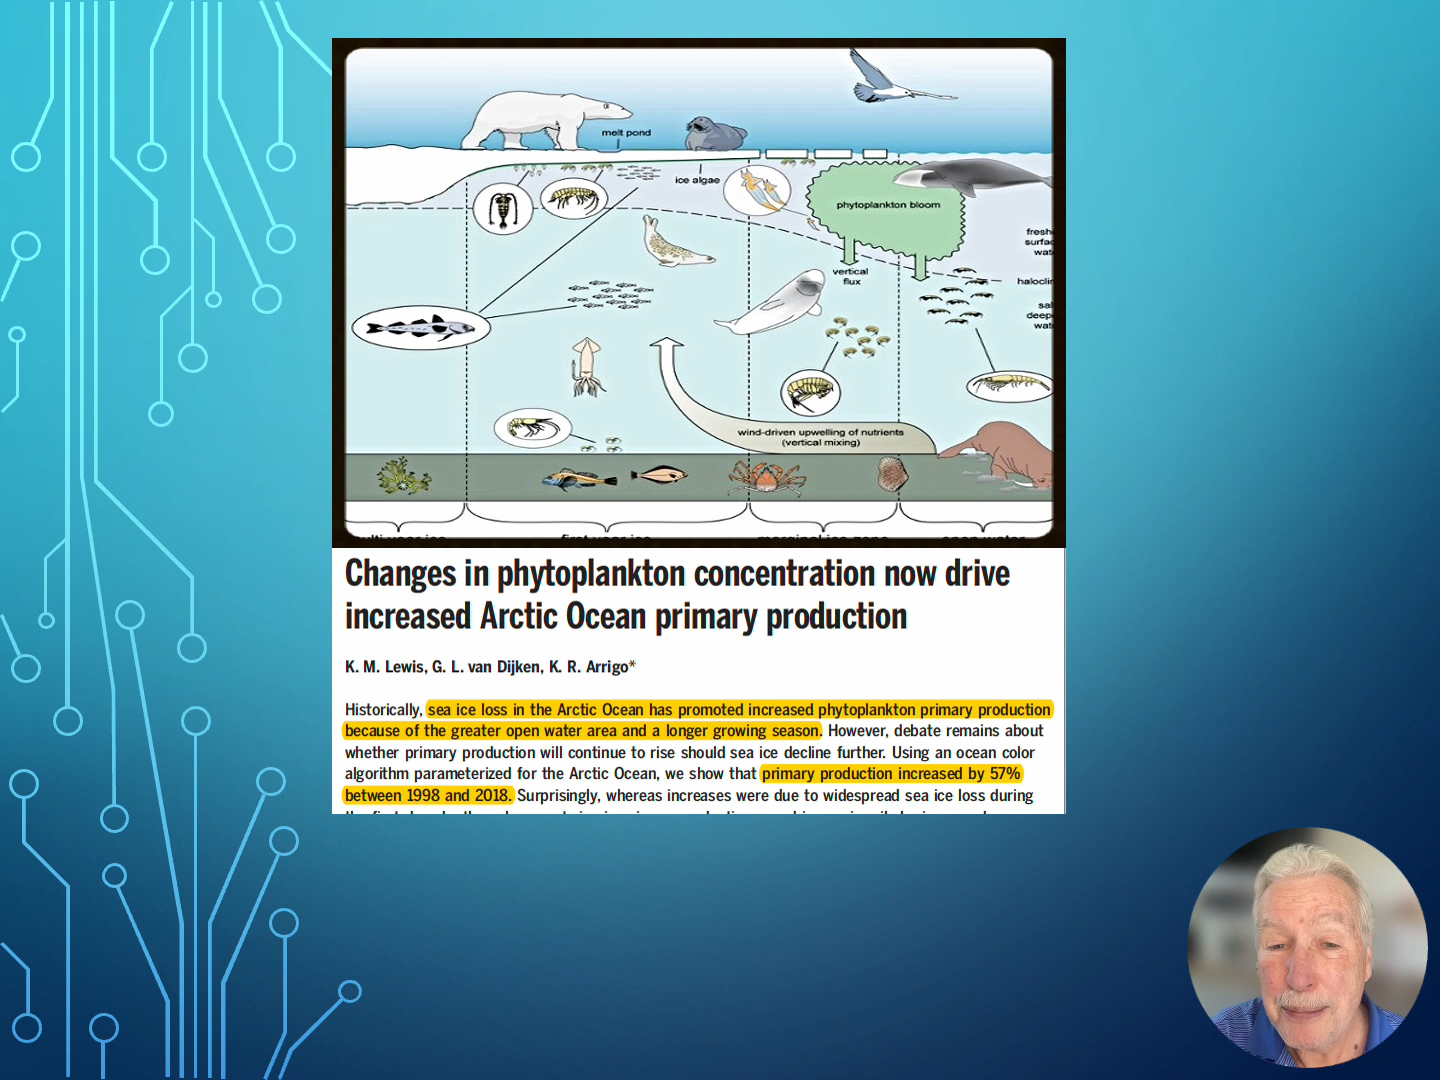 melt pond
ice algae
phytoplankton bloom
vertical
flux
wind-driven upwelling of nutrients
(vertical mixing)
Changes in phytoplankton concentration now drive
increased Arctic Ocean primary production
K. M. Lewis, G. L. van Dijken, K. R. Arrigo*
Historically, sea ice loss in the Arctic Ocean has promoted increased phytoplankton primary production
because of the greater open water area and a longer growing season. However, debate remains about
whether primary production will continue to rise should sea ice decline further. Using an ocean color
algorithm parameterized for the Arctic Ocean, we show that primary production increased by 57%
between 1998 and 2018. Surprisingly, whereas increases were due to widespread sea ice loss during